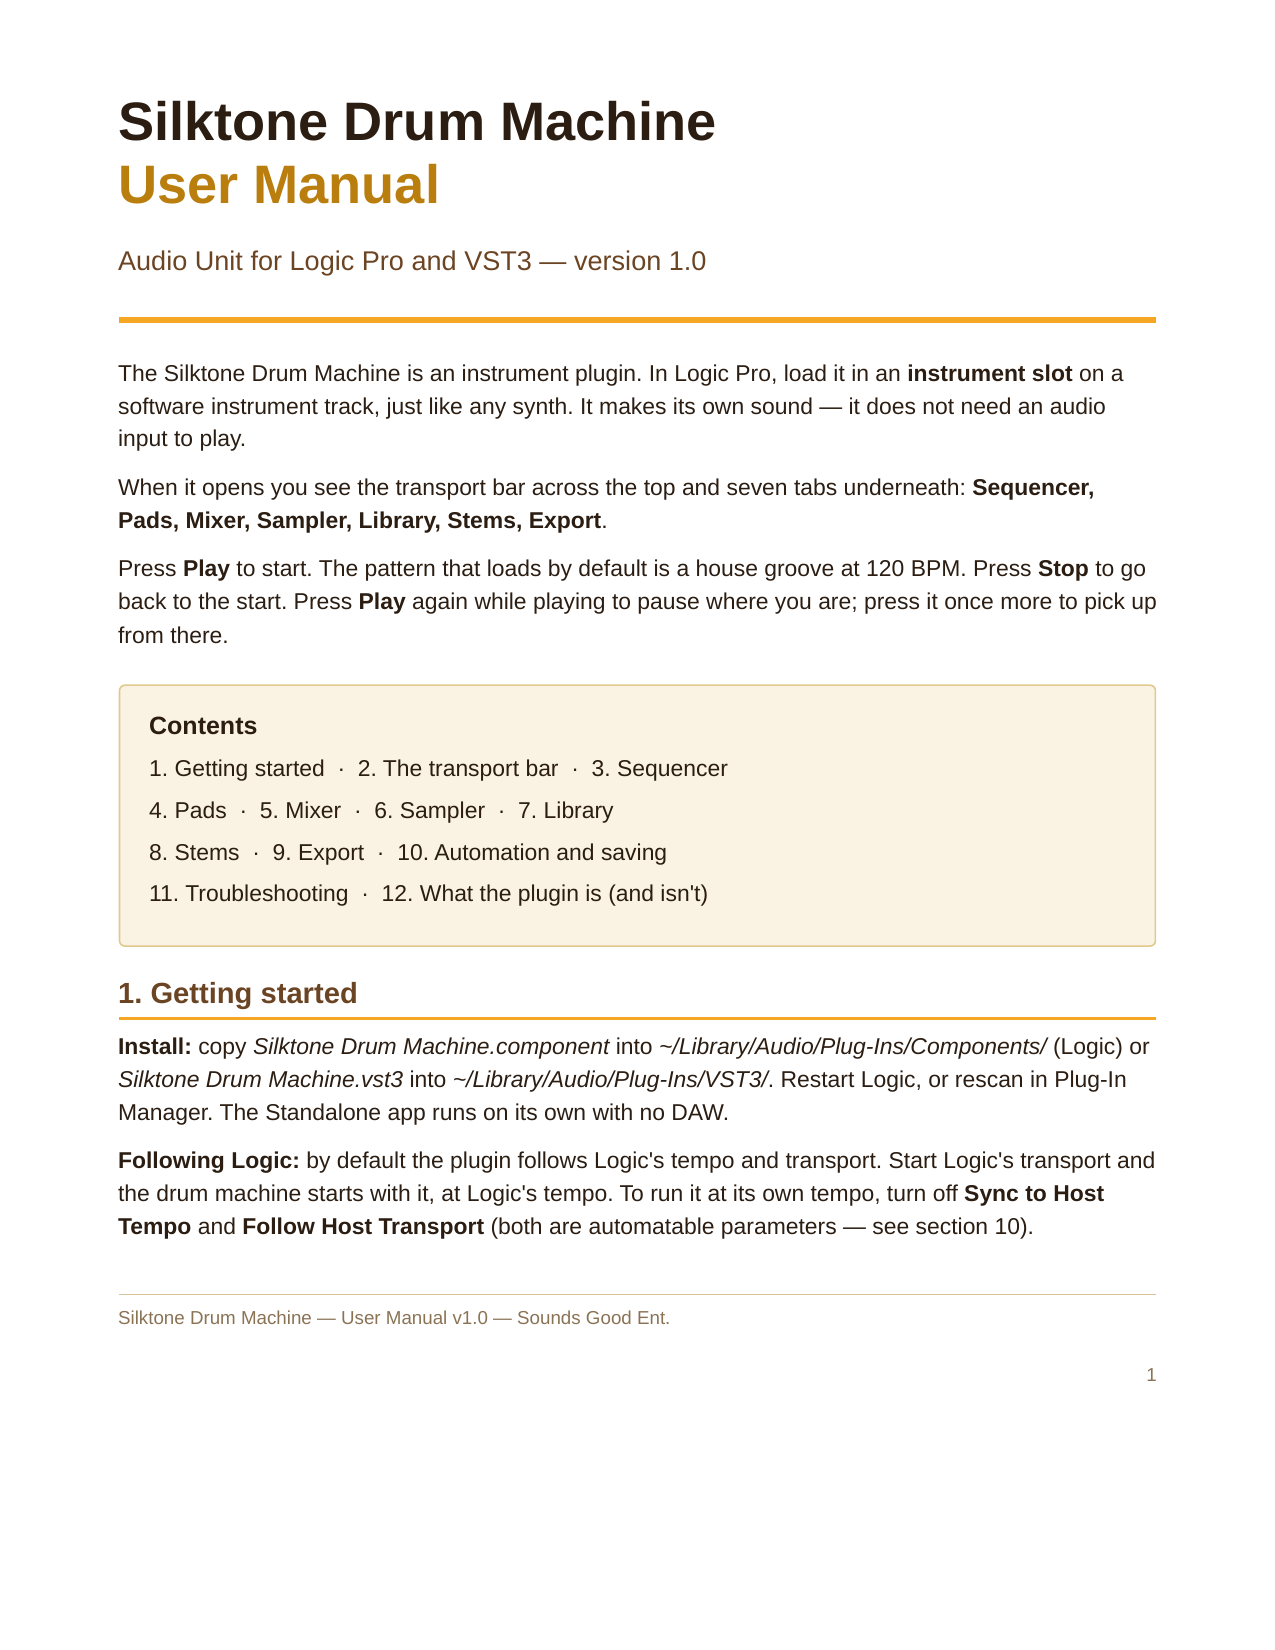 Silktone Drum Machine
User Manual
Audio Unit for Logic Pro and VST3 — version 1.0
The Silktone Drum Machine is an instrument plugin. In Logic Pro, load it in an instrument slot on a
software instrument track, just like any synth. It makes its own sound — it does not need an audio
input to play.
When it opens you see the transport bar across the top and seven tabs underneath: Sequencer,
Pads, Mixer, Sampler, Library, Stems, Export.
Press Play to start. The pattern that loads by default is a house groove at 120 BPM. Press Stop to go
back to the start. Press Play again while playing to pause where you are; press it once more to pick up
from there.
Contents
1. Getting started · 2. The transport bar · 3. Sequencer
4. Pads · 5. Mixer · 6. Sampler · 7. Library
8. Stems · 9. Export · 10. Automation and saving
11. Troubleshooting · 12. What the plugin is (and isn't)
1. Getting started
Install: copy Silktone Drum Machine.component into ~/Library/Audio/Plug-Ins/Components/ (Logic) or
Silktone Drum Machine.vst3 into ~/Library/Audio/Plug-Ins/VST3/. Restart Logic, or rescan in Plug-In
Manager. The Standalone app runs on its own with no DAW.
Following Logic: by default the plugin follows Logic's tempo and transport. Start Logic's transport and
the drum machine starts with it, at Logic's tempo. To run it at its own tempo, turn off Sync to Host
Tempo and Follow Host Transport (both are automatable parameters — see section 10).
Silktone Drum Machine — User Manual v1.0 — Sounds Good Ent.
1